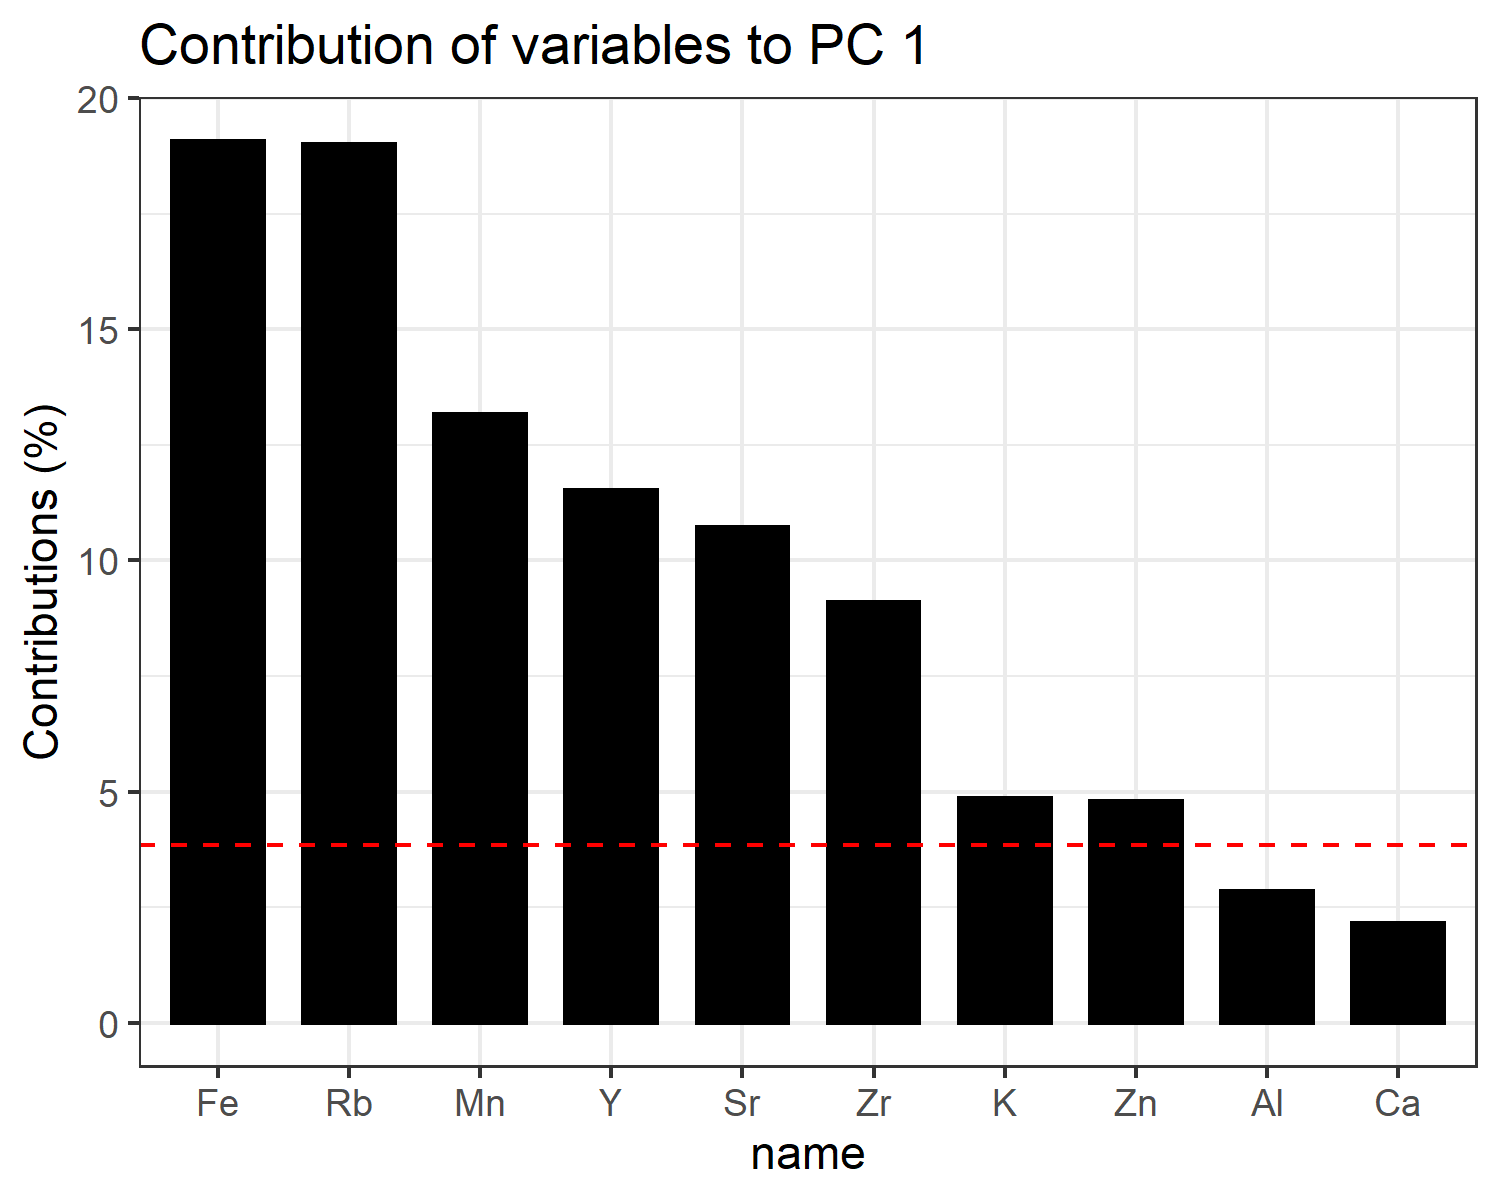 Contribution of variables to PC 1
20
15
10
5
0
Contributions (%)
Fe Rb Mn Y Sr Zr K Zn Al Ca
name